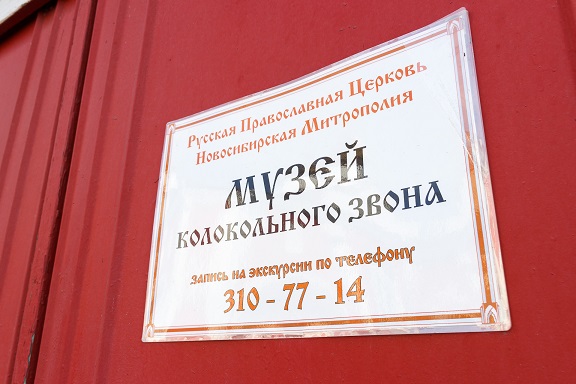 Русская Православная Церковь
Новосибирская Митрополия
МУЗЕЙ
КОЛОКОЛЬНОГО ЗВОНА
ЗАПИСЬ НА ЭКСКУРСИИ ПО ТЕЛЕФОНУ
310 - 77 - 14